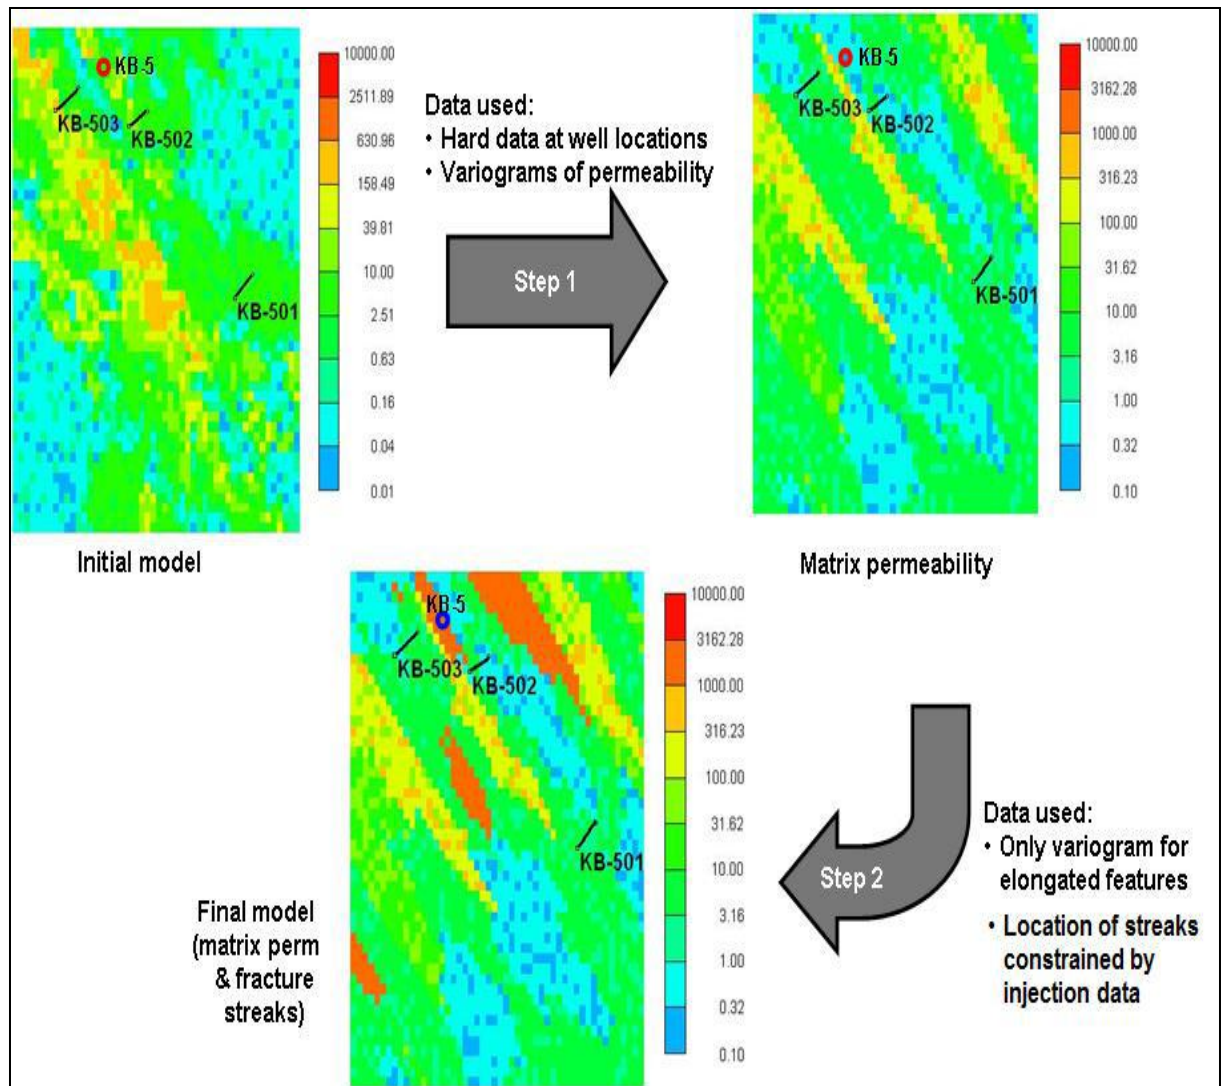 KB-5
KB-503
KB-502
KB-501
10000.00
2511.89
630.96
158.49
39.81
10.00
2.51
0.63
0.16
0.04
0.01
Initial model
Data used:
• Hard data at well locations
• Variograms of permeability
Step 1
KB-5
KB-503
KB-502
KB-501
10000.00
3162.28
1000.00
316.23
100.00
31.62
10.00
3.16
1.00
0.32
0.10
Matrix permeability
Data used:
• Only variogram for
elongated features
• Location of streaks
constrained by
injection data
Step 2
KB-5
KB-503
KB-502
KB-501
10000.00
3162.28
1000.00
316.23
100.00
31.62
10.00
3.16
1.00
0.32
0.10
Final model
(matrix perm
& fracture
streaks)